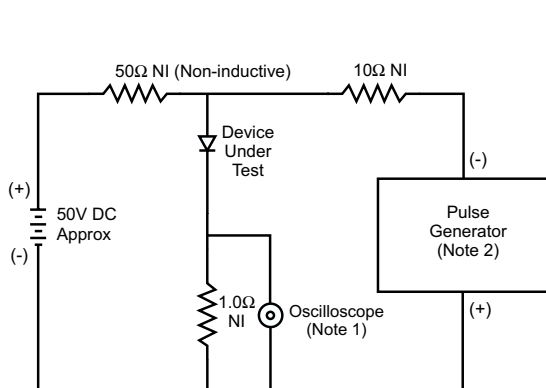 50Ω NI (Non-inductive)
10Ω NI
Device
Under
Test
(-)
(+)
50V DC
Approx
(-)
Pulse
Generator
(Note 2)
1.0Ω
NI
Oscilloscope
(Note 1)
(+)